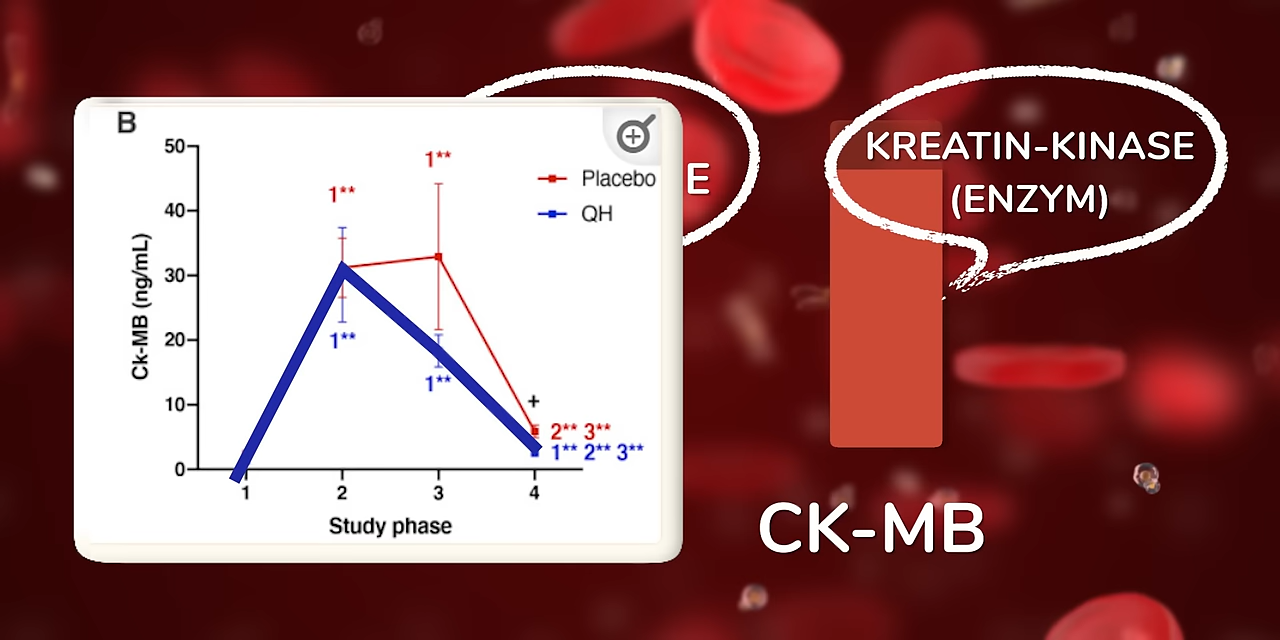 B
50
40
30
20
10
0
Ck-MB (ng/mL)
1**
1**
1**
1**
Placebo
QH
+
2** 3**
1** 2** 3**
1
2
3
4
Study phase
E
KREATIN-KINASE
(ENZYM)
CK-MB